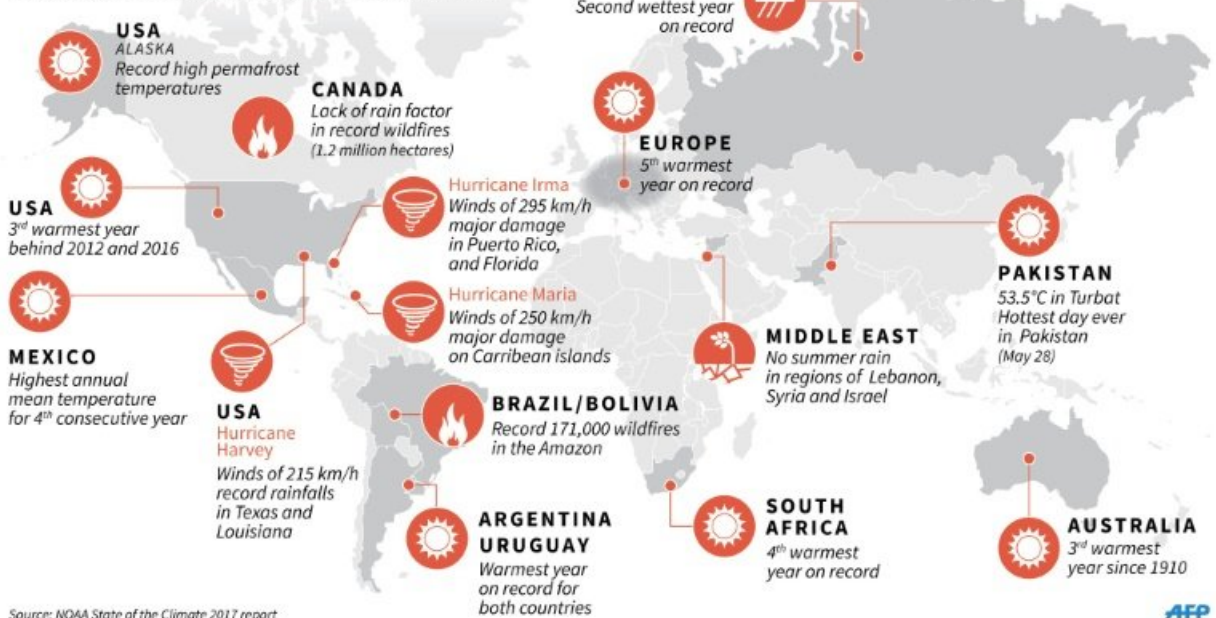 Second wettest year
on record
USA
ALASKA
Record high permafrost
temperatures
CANADA
Lack of rain factor
in record wildfires
(1.2 million hectares)
EUROPE
5th warmest
year on record
USA
3rd warmest year
behind 2012 and 2016
Hurricane Irma
Winds of 295 km/h
major damage
in Puerto Rico,
and Florida
PAKISTAN
53.5°C in Turbat
Hottest day ever
in Pakistan
(May 28)
MEXICO
Highest annual
mean temperature
for 4th consecutive year
Hurricane Maria
Winds of 250 km/h
major damage
on Carribean islands
MIDDLE EAST
No summer rain
in regions of Lebanon,
Syria and Israel
USA
Hurricane
Harvey
Winds of 215 km/h
record rainfalls
in Texas and
Louisiana
BRAZIL/BOLIVIA
Record 171,000 wildfires
in the Amazon
ARGENTINA
URUGUAY
Warmest year
on record for
both countries
SOUTH
AFRICA
4th warmest
year on record
AUSTRALIA
3rd warmest
year since 1910
Source: NOAA State of the Climate 2017 report
AFP